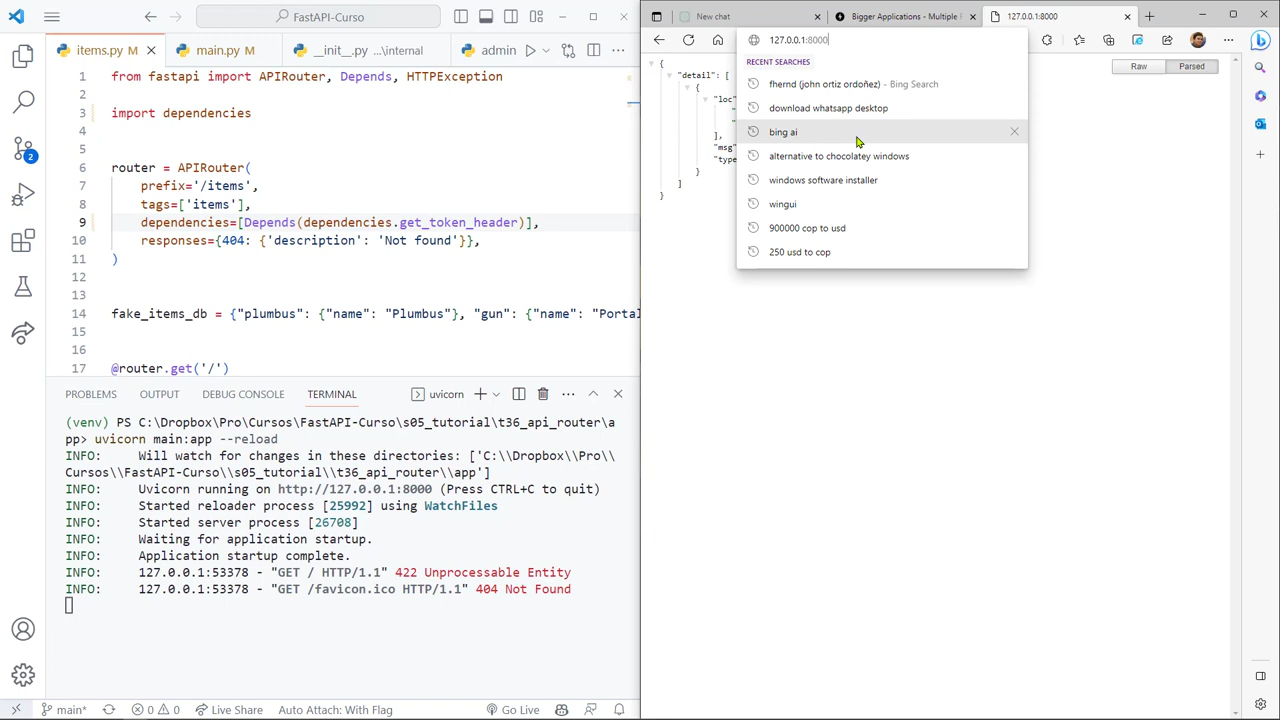 FastAPI-Curso
items.py M
main.py M
__init__.py ...\internal
admin
1 from fastapi import APIRouter, Depends, HTTPException
2
3 import dependencies
4
5
6 router = APIRouter(
7 prefix='/items',
8 tags=['items'],
9 dependencies=[Depends(dependencies.get_token_header)],
10 responses={404: {'description': 'Not found'}},
11 )
12
13
14 fake_items_db = {"plumbus": {"name": "Plumbus"}, "gun": {"name": "Portal
15
16
17 @router.get('/')
2
PROBLEMS OUTPUT DEBUG CONSOLE TERMINAL uvicorn
(venv) PS C:\Dropbox\Pro\Cursos\FastAPI-Curso\s05_tutorial\t36_api_router\a
pp> uvicorn main:app --reload
INFO: Will watch for changes in these directories: ['C:\\Dropbox\\Pro\\
Cursos\\FastAPI-Curso\\s05_tutorial\\t36_api_router\\app']
INFO: Uvicorn running on http://127.0.0.1:8000 (Press CTRL+C to quit)
INFO: Started reloader process [25992] using WatchFiles
INFO: Started server process [26708]
INFO: Waiting for application startup.
INFO: Application startup complete.
INFO: 127.0.0.1:53378 - "GET / HTTP/1.1" 422 Unprocessable Entity
INFO: 127.0.0.1:53378 - "GET /favicon.ico HTTP/1.1" 404 Not Found
main* 0 0 Live Share Auto Attach: With Flag Go Live
New chat
Bigger Applications - Multiple F
127.0.0.1:8000
127.0.0.1:8000
RECENT SEARCHES
fhernd (john ortiz ordoñez) - Bing Search
download whatsapp desktop
bing ai
alternative to chocolatey windows
windows software installer
wingui
900000 cop to usd
250 usd to cop
Raw Parsed
{
"detail": [
{
"loc"
"
"
],
"msg"
"type
}
]
}